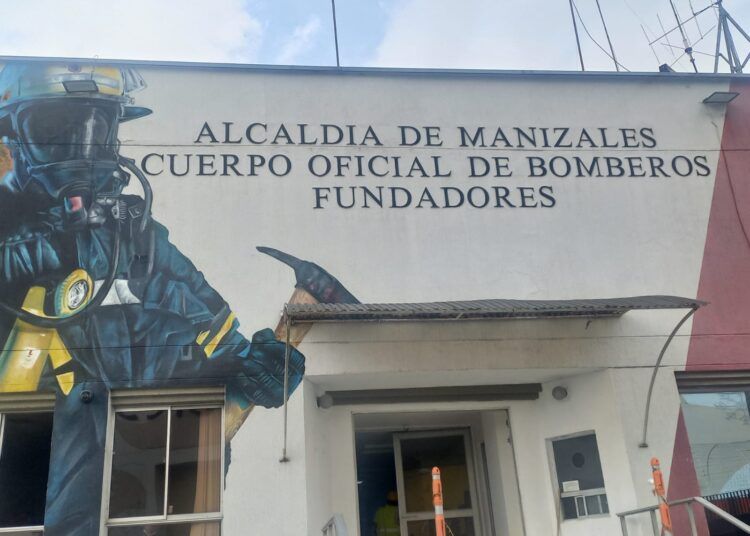 ALCALDIA DE MANIZALES
CUERPO OFICIAL DE BOMBEROS
FUNDADORES